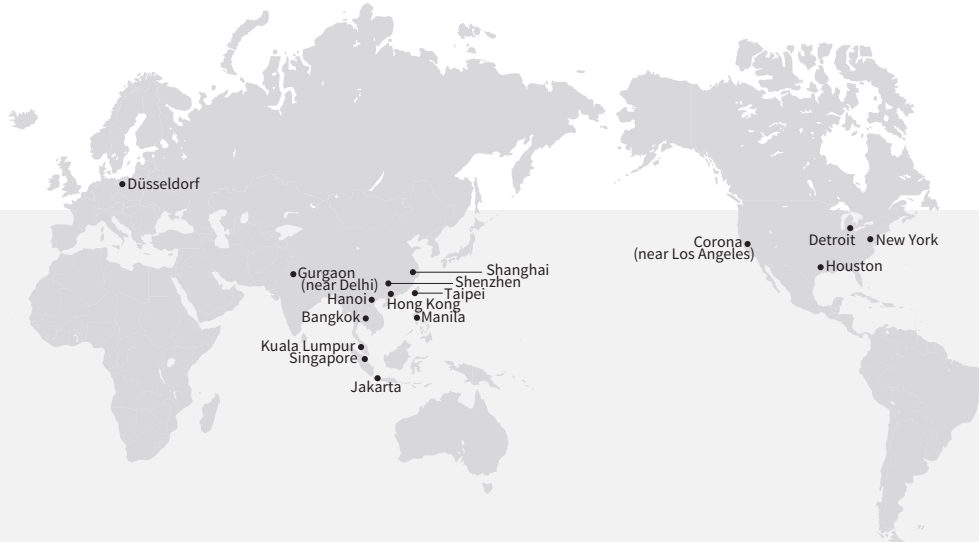 Düsseldorf
Corona
(near Los Angeles)
Detroit
New York
Houston
Gurgaon
(near Delhi)
Shanghai
Shenzhen
Taipei
Hong Kong
Hanoi
Bangkok
Manila
Kuala Lumpur
Singapore
Jakarta